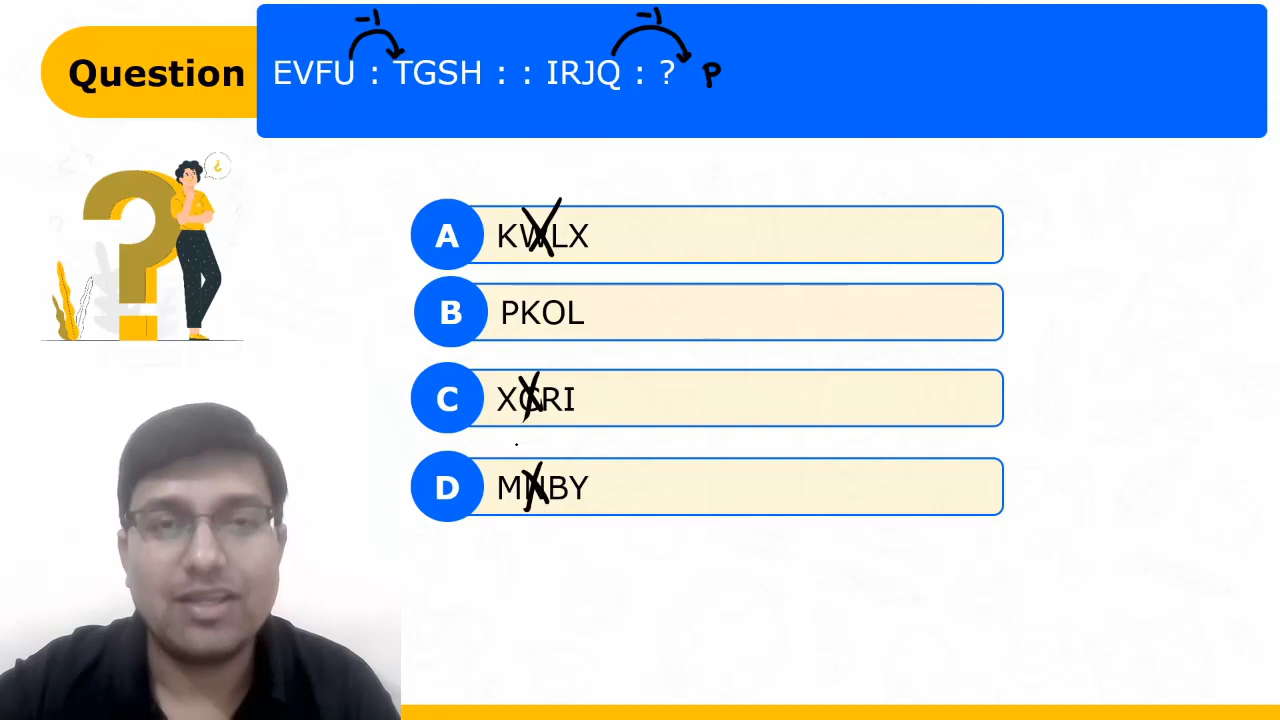 -1 -1
Question EVFU : TGSH : : IRJQ : ? P
¿
A KWLX
B PKOL
C XCRI
D MNBY